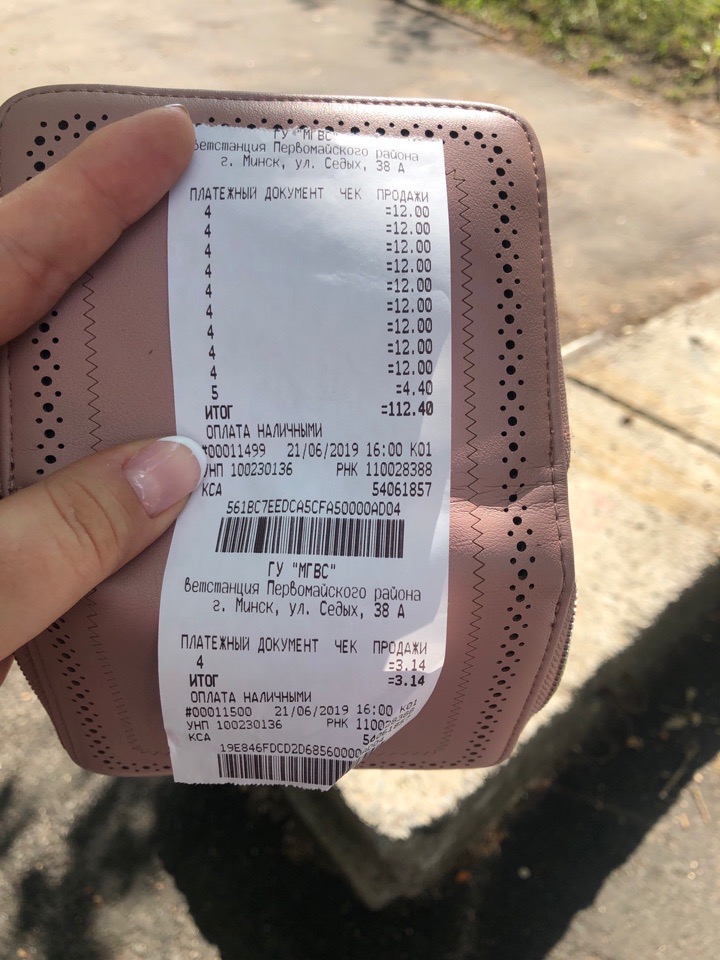 ГУ "МГВС"
Ветстанция Первомайского района
г. Минск, ул. Седых, 38 А
ПЛАТЕЖНЫЙ ДОКУМЕНТ ЧЕК ПРОДАЖИ
4 =12.00
4 =12.00
4 =12.00
4 =12.00
4 =12.00
4 =12.00
4 =12.00
4 =12.00
4 =12.00
5 =4.40
ИТОГ =112.40
ОПЛАТА НАЛИЧНЫМИ
#00011499 21/06/2019 16:00 К01
УНП 100230136 РНК 110028388
КСА 54061857
561BC7EEDCA5CFA50000AD04
ГУ "МГВС"
Ветстанция Первомайского района
г. Минск, ул. Седых, 38 А
ПЛАТЕЖНЫЙ ДОКУМЕНТ ЧЕК ПРОДАЖИ
4 =3.14
ИТОГ =3.14
ОПЛАТА НАЛИЧНЫМИ
#00011500 21/06/2019 16:00 К01
УНП 100230136 РНК 110028388
КСА